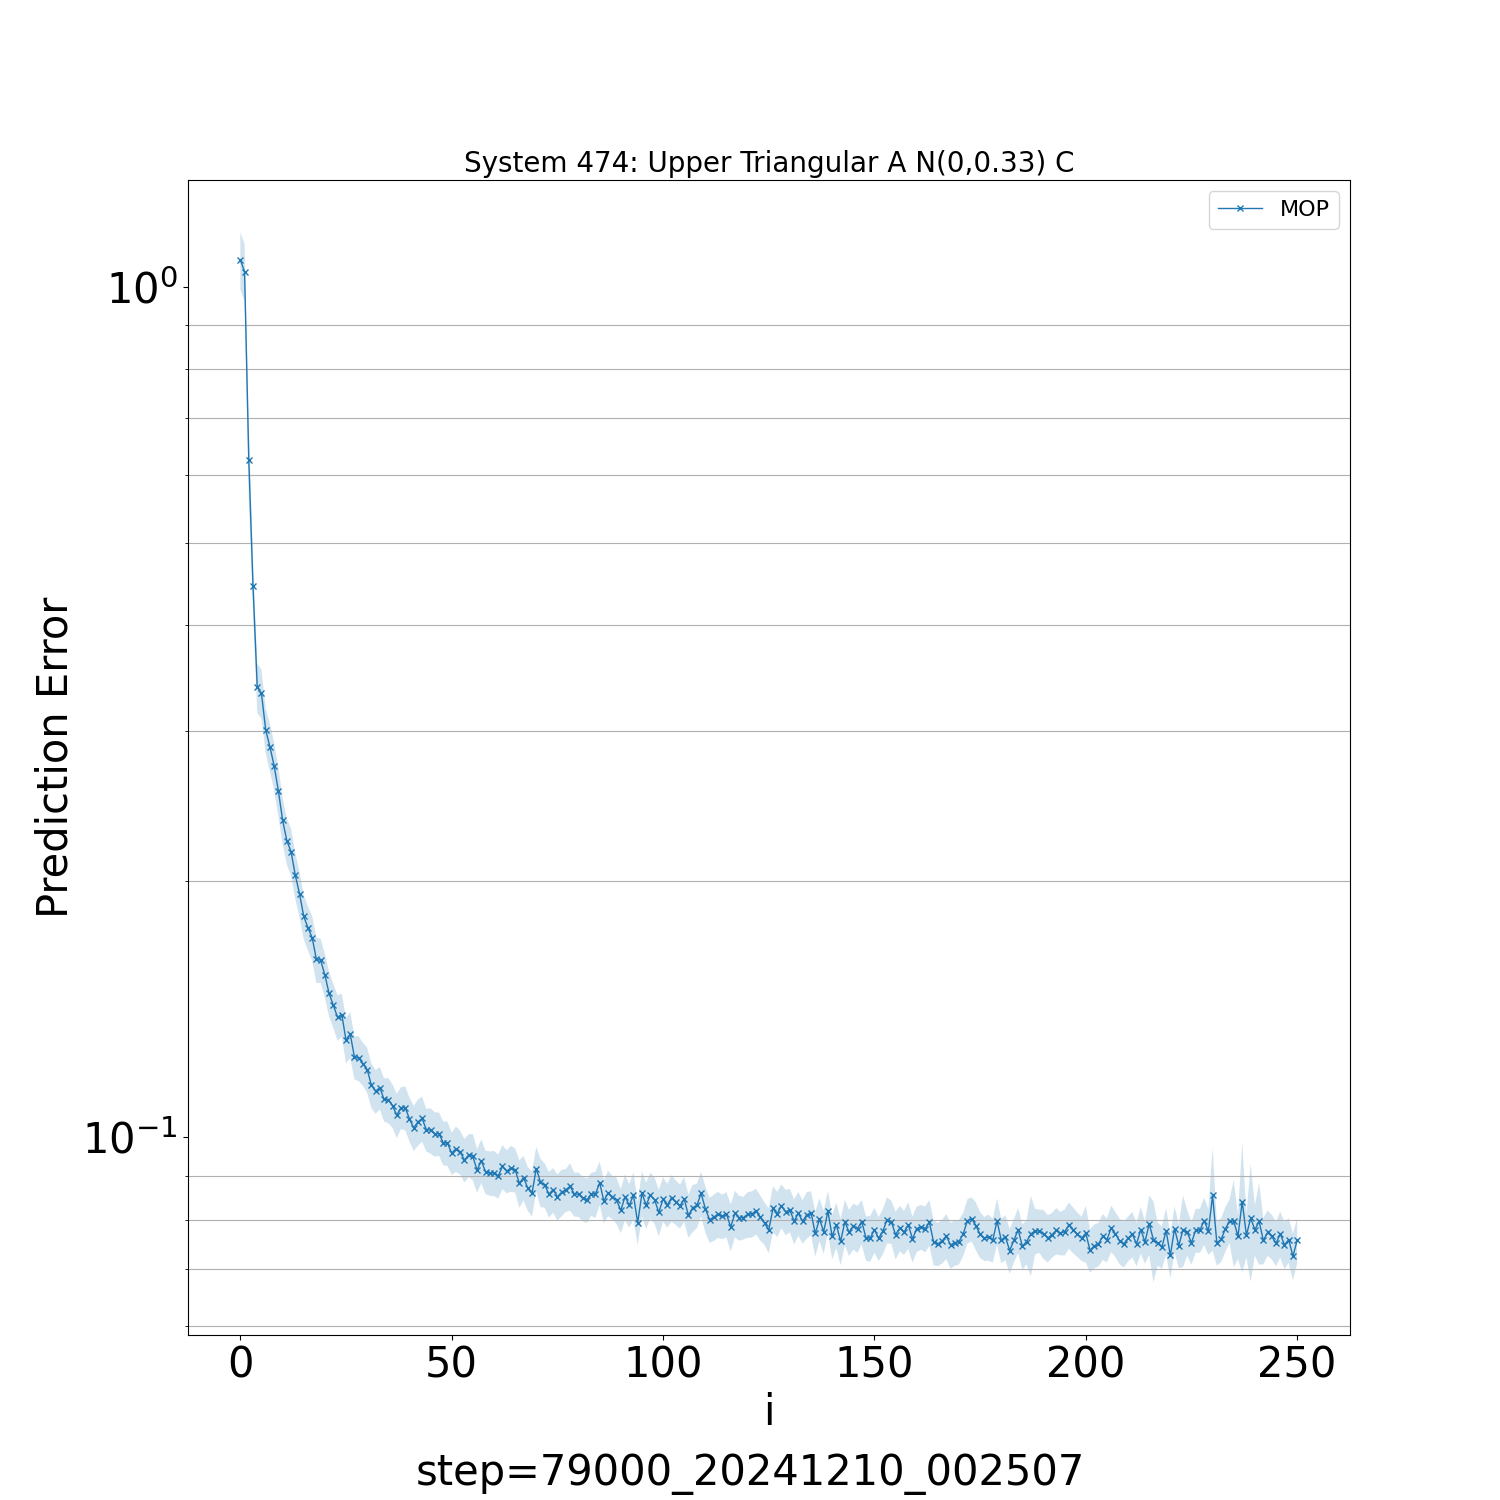 System 474: Upper Triangular A N(0,0.33) C
MOP
10⁰
10⁻¹
Prediction Error
0 50 100 150 200 250
i
step=79000_20241210_002507